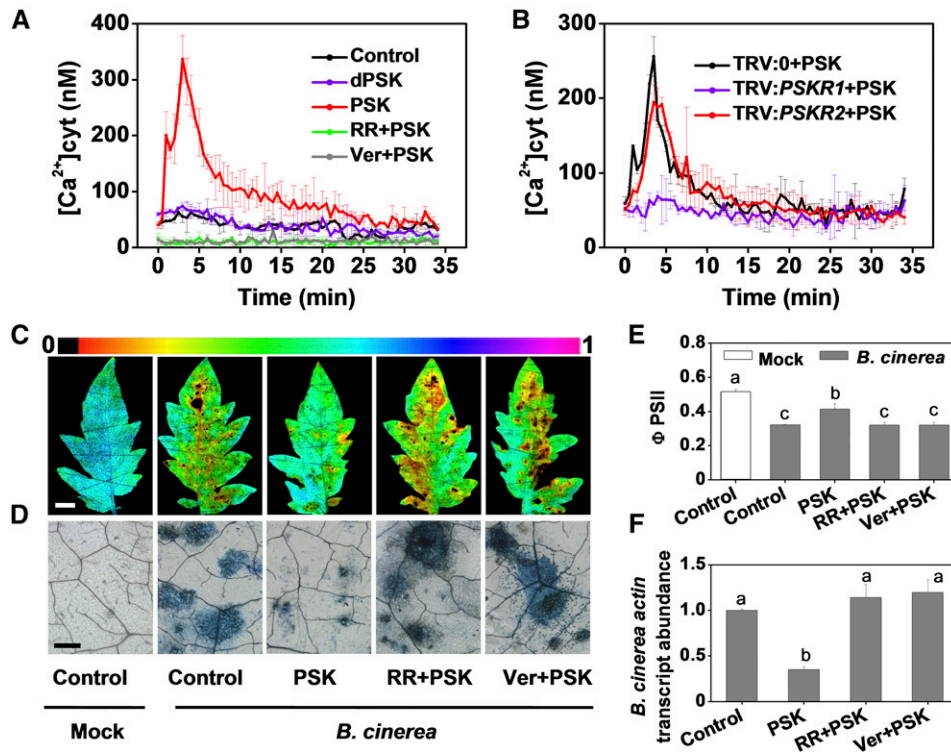 A
B
400
300
200
100
0
[Ca2+]cyt (nM)
Control
dPSK
PSK
RR+PSK
Ver+PSK
0 5 10 15 20 25 30 35
Time (min)
300
200
100
0
[Ca2+]cyt (nM)
TRV:0+PSK
TRV:PSKR1+PSK
TRV:PSKR2+PSK
0 5 10 15 20 25 30 35
Time (min)
C
0 1
D
Control Control PSK RR+PSK Ver+PSK
Mock B. cinerea
E
0.8
0.6
0.4
0.2
0
Φ PSII
Mock B. cinerea
a c b c c
Control Control PSK RR+PSK Ver+PSK
F
1.5
1.0
0.5
0
B. cinerea actin
transcript abundance
a b a a
Control PSK RR+PSK Ver+PSK